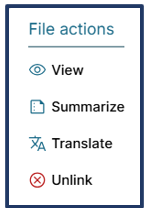 File actions
View
Summarize
Translate
Unlink